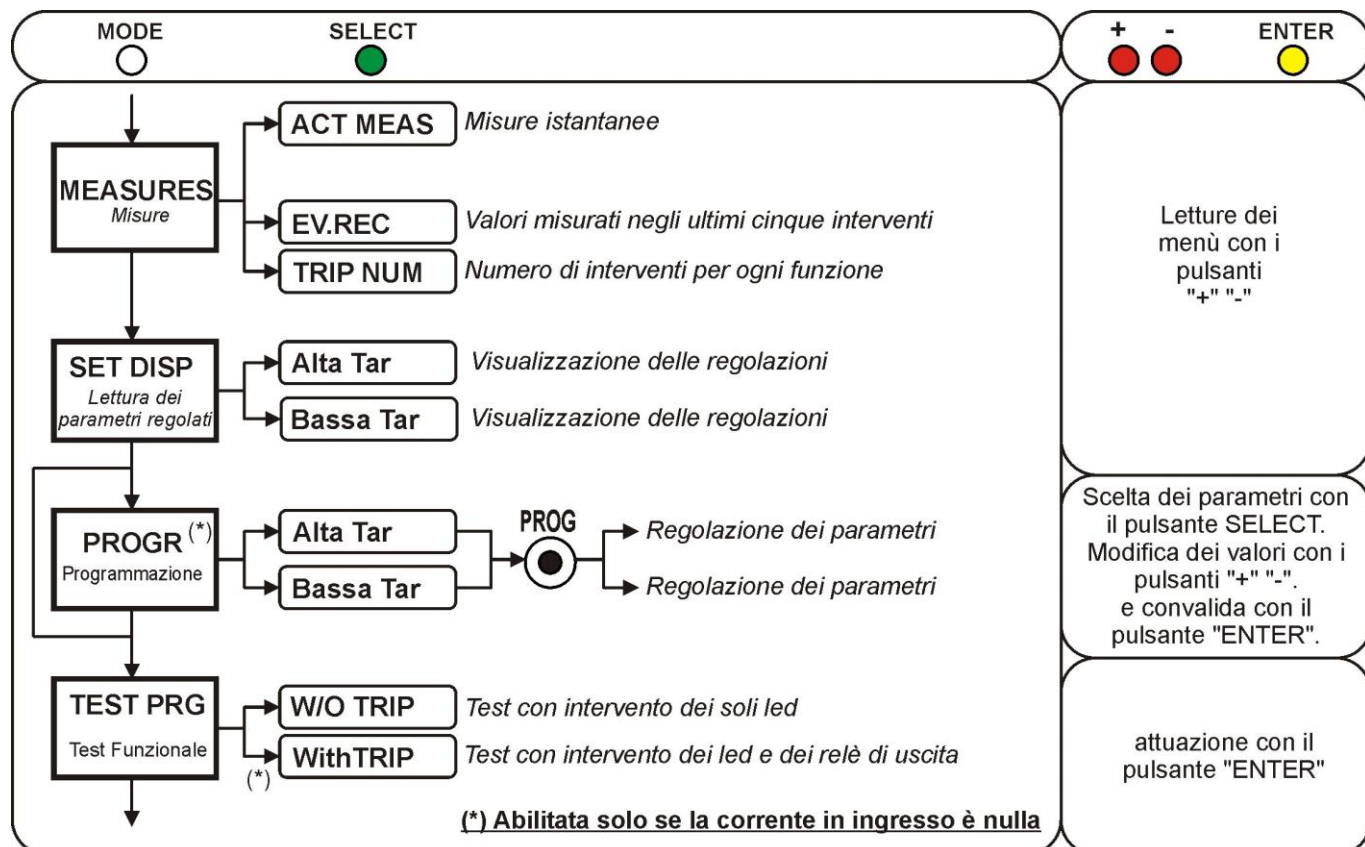 MODE
SELECT
+ -
ENTER
MEASURES
Misure
ACT MEAS
Misure istantanee
EV.REC
Valori misurati negli ultimi cinque interventi
TRIP NUM
Numero di interventi per ogni funzione
Letture dei
menù con i
pulsanti
"+" "-"
SET DISP
Lettura dei
parametri regolati
Alta Tar
Visualizzazione delle regolazioni
Bassa Tar
Visualizzazione delle regolazioni
PROGR (*)
Programmazione
Alta Tar
Bassa Tar
PROG
Regolazione dei parametri
Regolazione dei parametri
Scelta dei parametri con
il pulsante SELECT.
Modifica dei valori con i
pulsanti "+" "-".
e convalida con il
pulsante "ENTER".
TEST PRG
Test Funzionale
W/O TRIP
Test con intervento dei soli led
WithTRIP
(*)
Test con intervento dei led e dei relè di uscita
attuazione con il
pulsante "ENTER"
(*) Abilitata solo se la corrente in ingresso è nulla